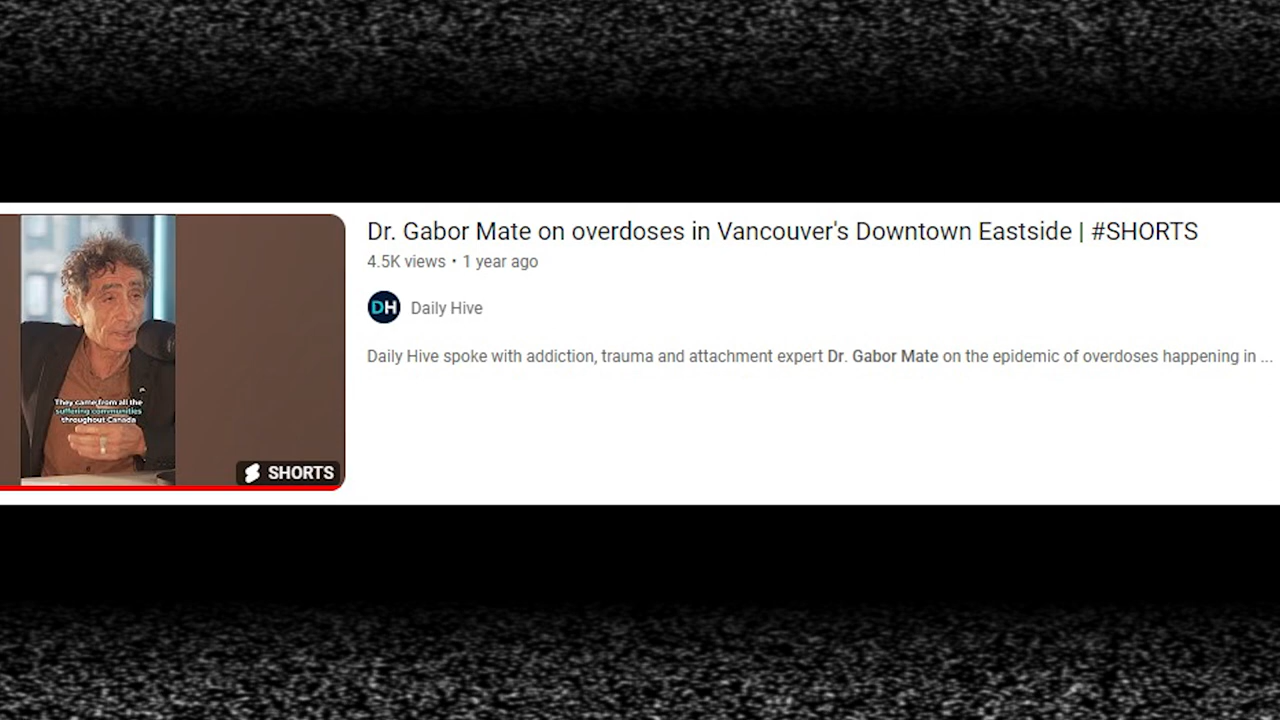 Dr. Gabor Mate on overdoses in Vancouver's Downtown Eastside | #SHORTS
4.5K views • 1 year ago
DH Daily Hive
Daily Hive spoke with addiction, trauma and attachment expert Dr. Gabor Mate on the epidemic of overdoses happening in ...
They came from all the
suffering communities
throughout Canada
SHORTS